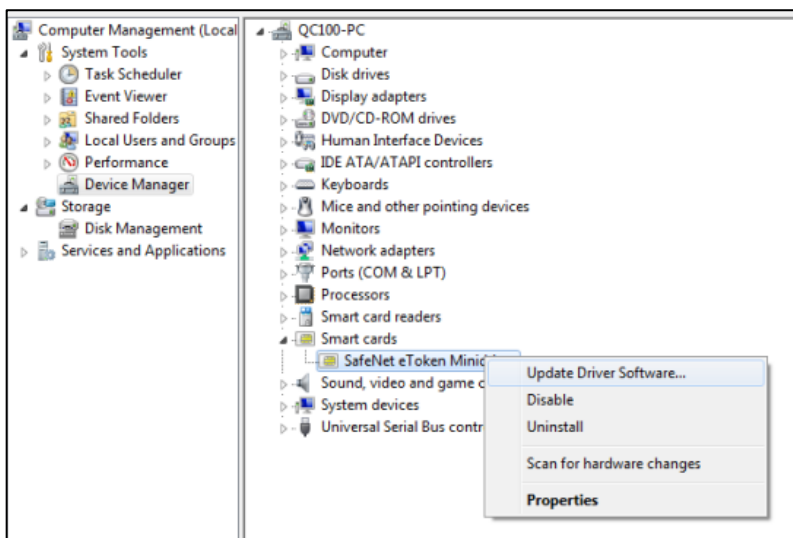 Computer Management (Local
System Tools
Task Scheduler
Event Viewer
Shared Folders
Local Users and Groups
Performance
Device Manager
Storage
Disk Management
Services and Applications
QC100-PC
Computer
Disk drives
Display adapters
DVD/CD-ROM drives
Human Interface Devices
IDE ATA/ATAPI controllers
Keyboards
Mice and other pointing devices
Monitors
Network adapters
Ports (COM & LPT)
Processors
Smart card readers
Smart cards
SafeNet eToken
Sound, video and game
System devices
Universal Serial Bus
Update Driver Software...
Disable
Uninstall
Scan for hardware changes
Properties